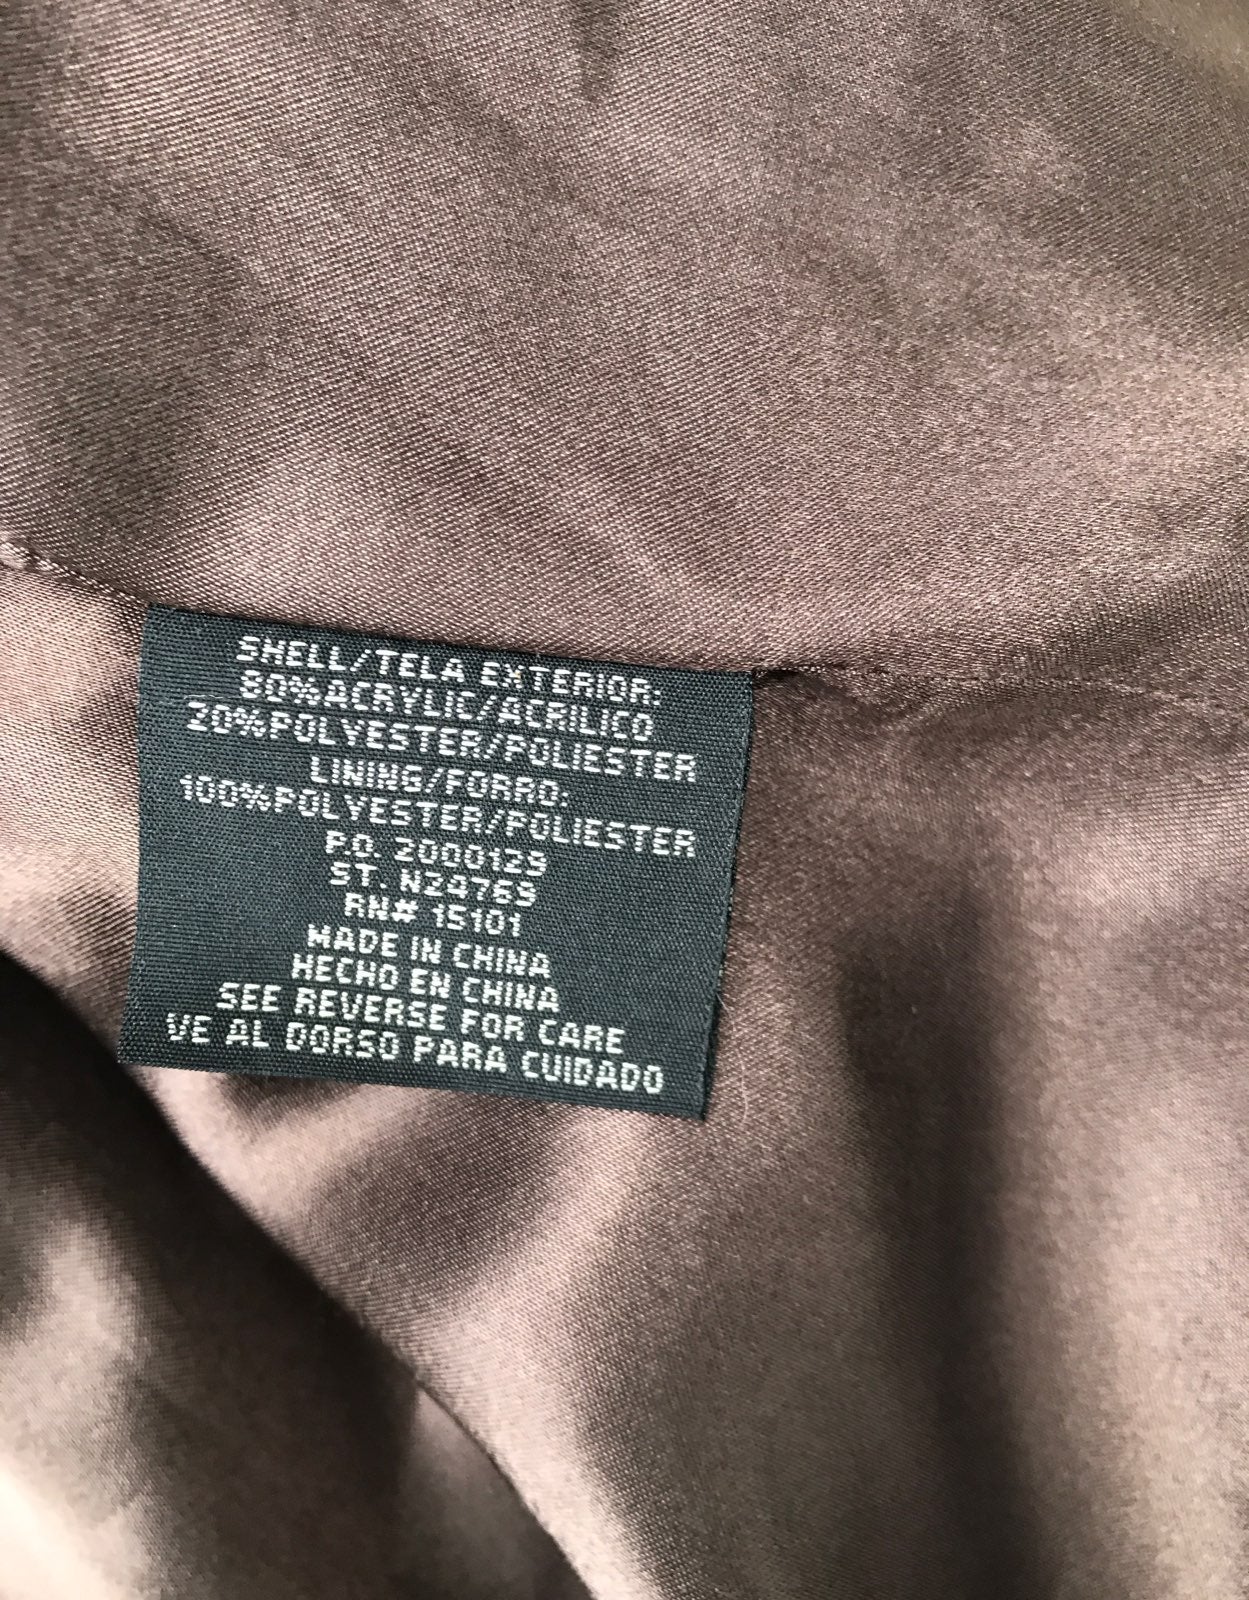 SHELL/TELA EXTERIOR:
80%ACRYLIC/ACRILICO
20%POLYESTER/POLIESTER
LINING/FORRO:
100%POLYESTER/POLIESTER
P.O. 2000129
ST. N24769
RN# 15101
MADE IN CHINA
HECHO EN CHINA
SEE REVERSE FOR CARE
VE AL DORSO PARA CUIDADO